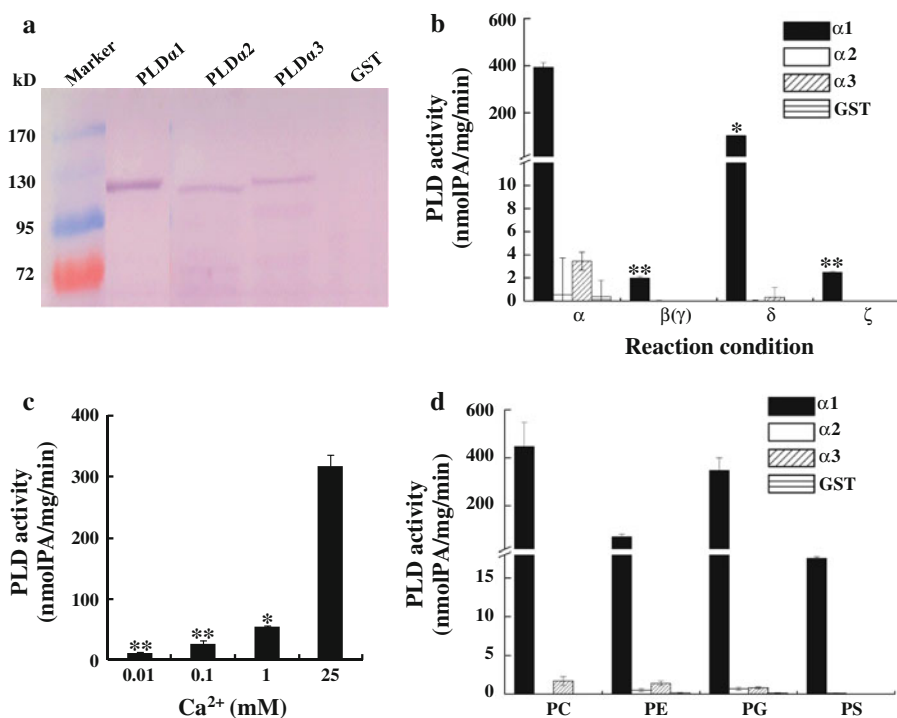 a
kD
Marker
PLDα1
PLDα2
PLDα3
GST
170
130
95
72
b
PLD activity
(nmolPA/mg/min)
600
400
200
10
8
6
4
2
0
α1
α2
α3
GST
*
**
**
α
β(γ)
δ
ζ
Reaction condition
c
PLD activity
(nmolPA/mg/min)
400
300
200
100
0
**
**
*
0.01
0.1
1
25
Ca²⁺ (mM)
d
PLD activity
(nmolPA/mg/min)
600
400
200
15
10
5
0
α1
α2
α3
GST
PC
PE
PG
PS